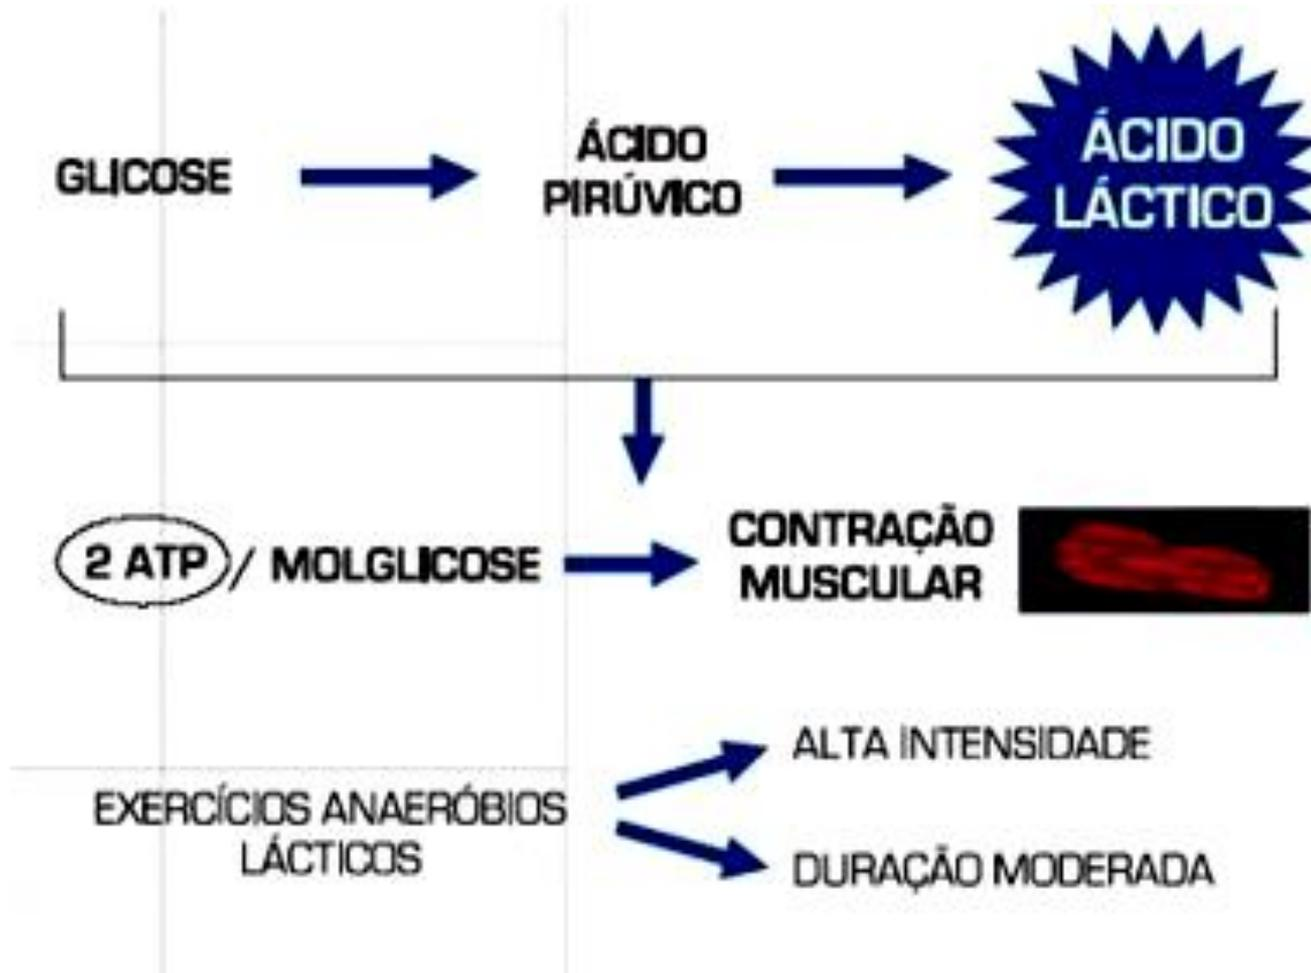 GLICOSE
ÁCIDO
PIRÚVICO
ÁCIDO
LÁCTICO
2 ATP / MOLGLICOSE
CONTRAÇÃO
MUSCULAR
ALTA INTENSIDADE
EXERCÍCIOS ANAERÓBIOS
LÁCTICOS
DURAÇÃO MODERADA